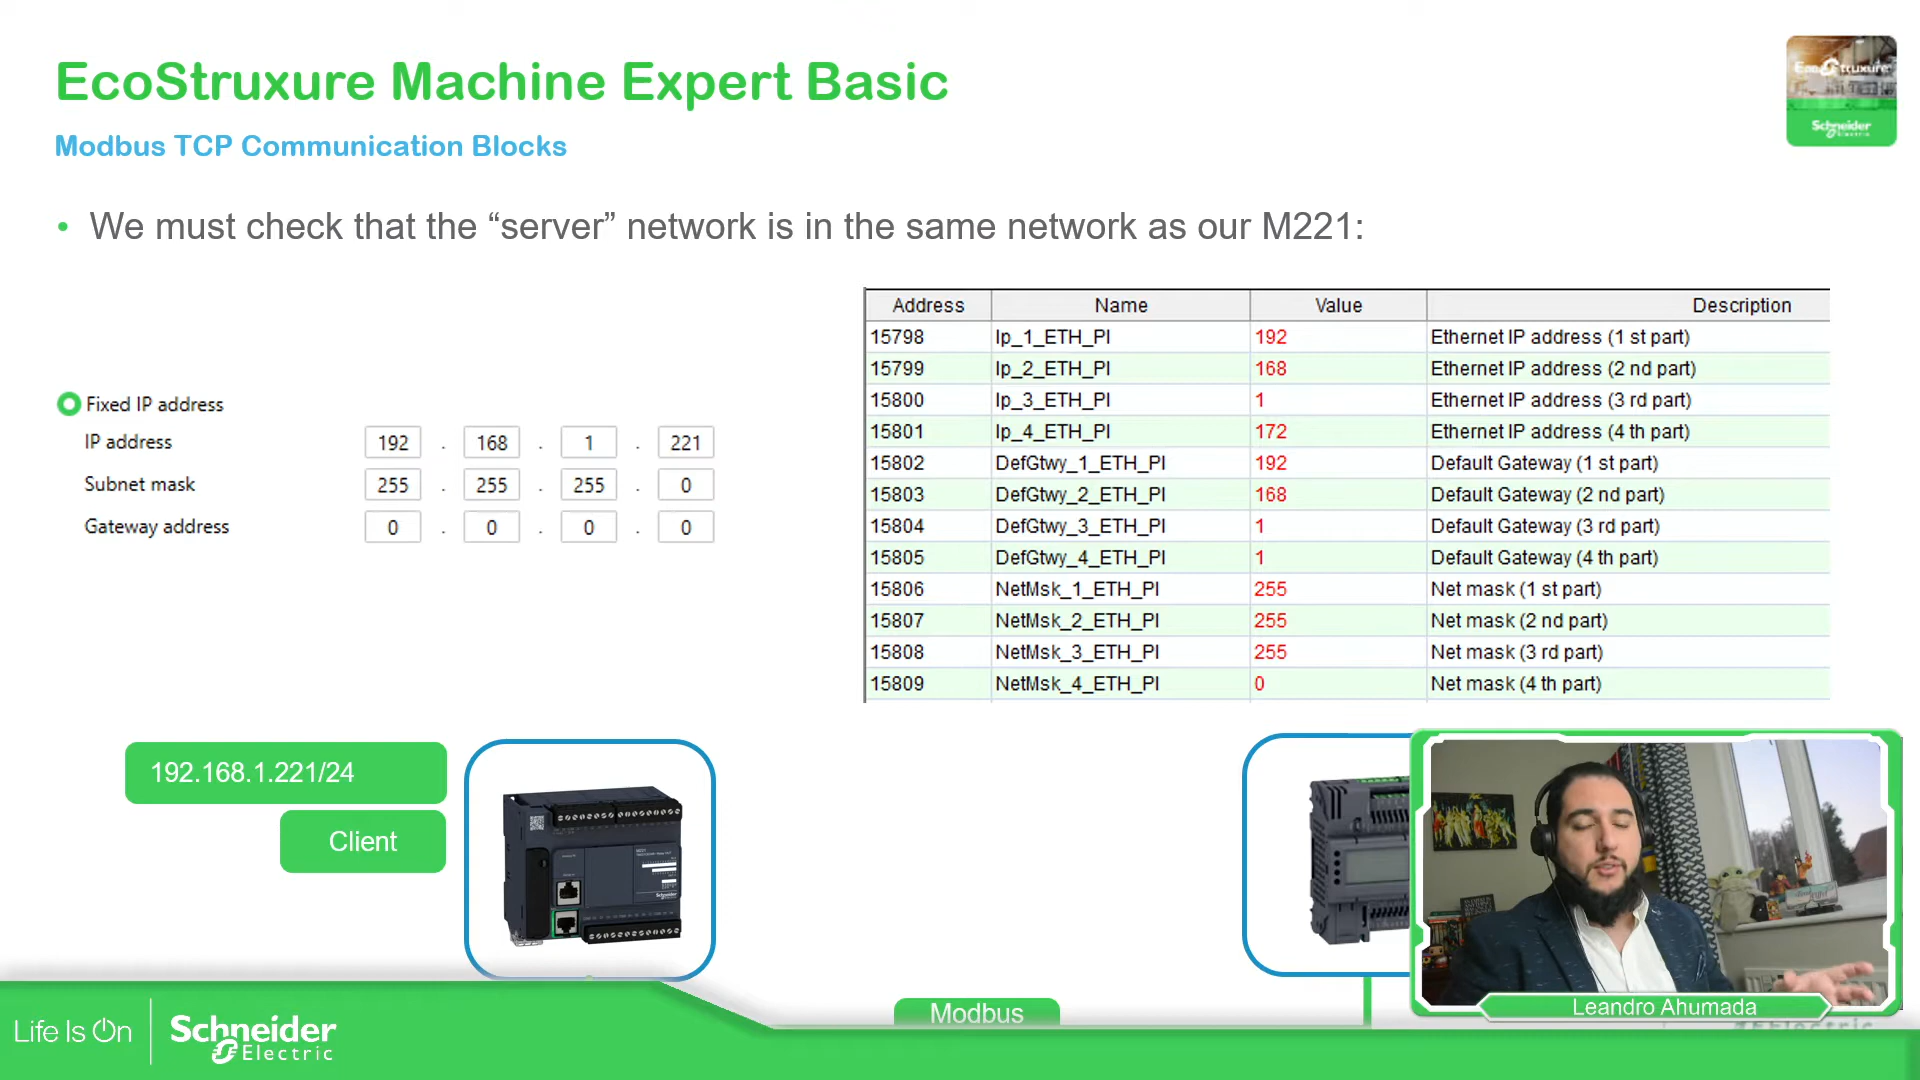 EcoStruxure Machine Expert Basic
Modbus TCP Communication Blocks
EcoStruxure
Schneider
Electric
• We must check that the “server” network is in the same network as our M221:
Fixed IP address
IP address 192 . 168 . 1 . 221
Subnet mask 255 . 255 . 255 . 0
Gateway address 0 . 0 . 0 . 0
Address Name Value Description
15798 Ip_1_ETH_PI 192 Ethernet IP address (1 st part)
15799 Ip_2_ETH_PI 168 Ethernet IP address (2 nd part)
15800 Ip_3_ETH_PI 1 Ethernet IP address (3 rd part)
15801 Ip_4_ETH_PI 172 Ethernet IP address (4 th part)
15802 DefGtwy_1_ETH_PI 192 Default Gateway (1 st part)
15803 DefGtwy_2_ETH_PI 168 Default Gateway (2 nd part)
15804 DefGtwy_3_ETH_PI 1 Default Gateway (3 rd part)
15805 DefGtwy_4_ETH_PI 1 Default Gateway (4 th part)
15806 NetMsk_1_ETH_PI 255 Net mask (1 st part)
15807 NetMsk_2_ETH_PI 255 Net mask (2 nd part)
15808 NetMsk_3_ETH_PI 255 Net mask (3 rd part)
15809 NetMsk_4_ETH_PI 0 Net mask (4 th part)
192.168.1.221/24
Client
Modbus
Leandro Ahumada
Life Is On
Schneider
Electric